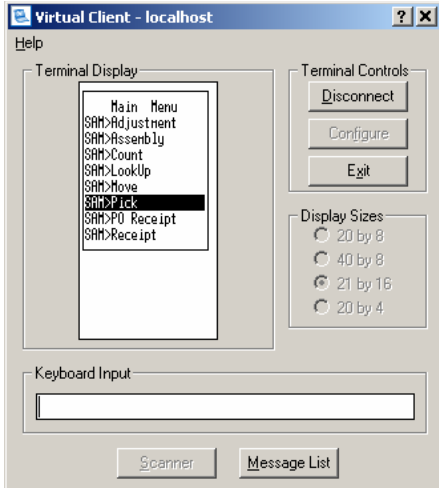 Virtual Client - localhost
Help
Terminal Display
Main Menu
SAM>Adjustment
SAM>Assembly
SAM>Count
SAM>LookUp
SAM>Move
SAM>Pick
SAM>PO Receipt
SAM>Receipt
Terminal Controls
Disconnect
Configure
Exit
Display Sizes
20 by 8
40 by 8
21 by 16
20 by 4
Keyboard Input
Scanner
Message List